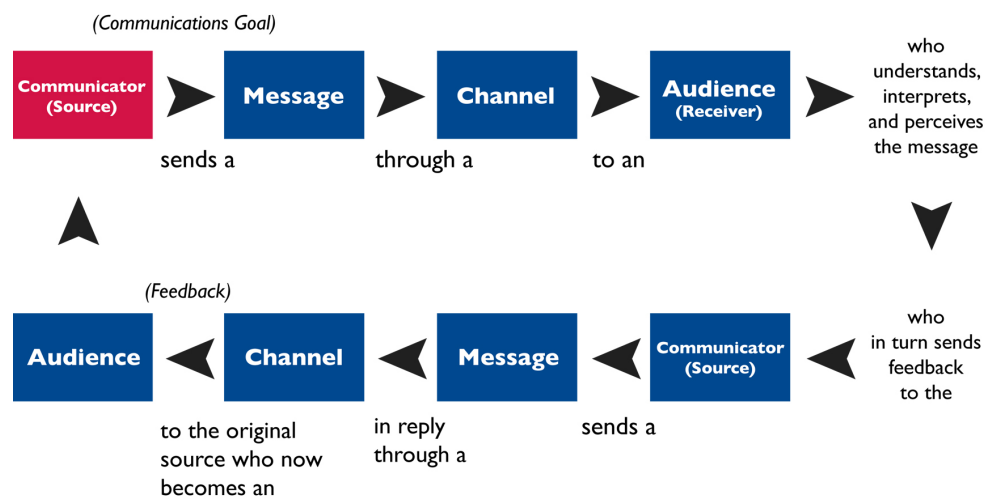 (Communications Goal)
Communicator
(Source)
sends a
Message
through a
Channel
to an
Audience
(Receiver)
who
understands,
interprets,
and perceives
the message
who
in turn sends
feedback
to the
Communicator
(Source)
sends a
Message
in reply
through a
Channel
(Feedback)
to the original
source who now
becomes an
Audience